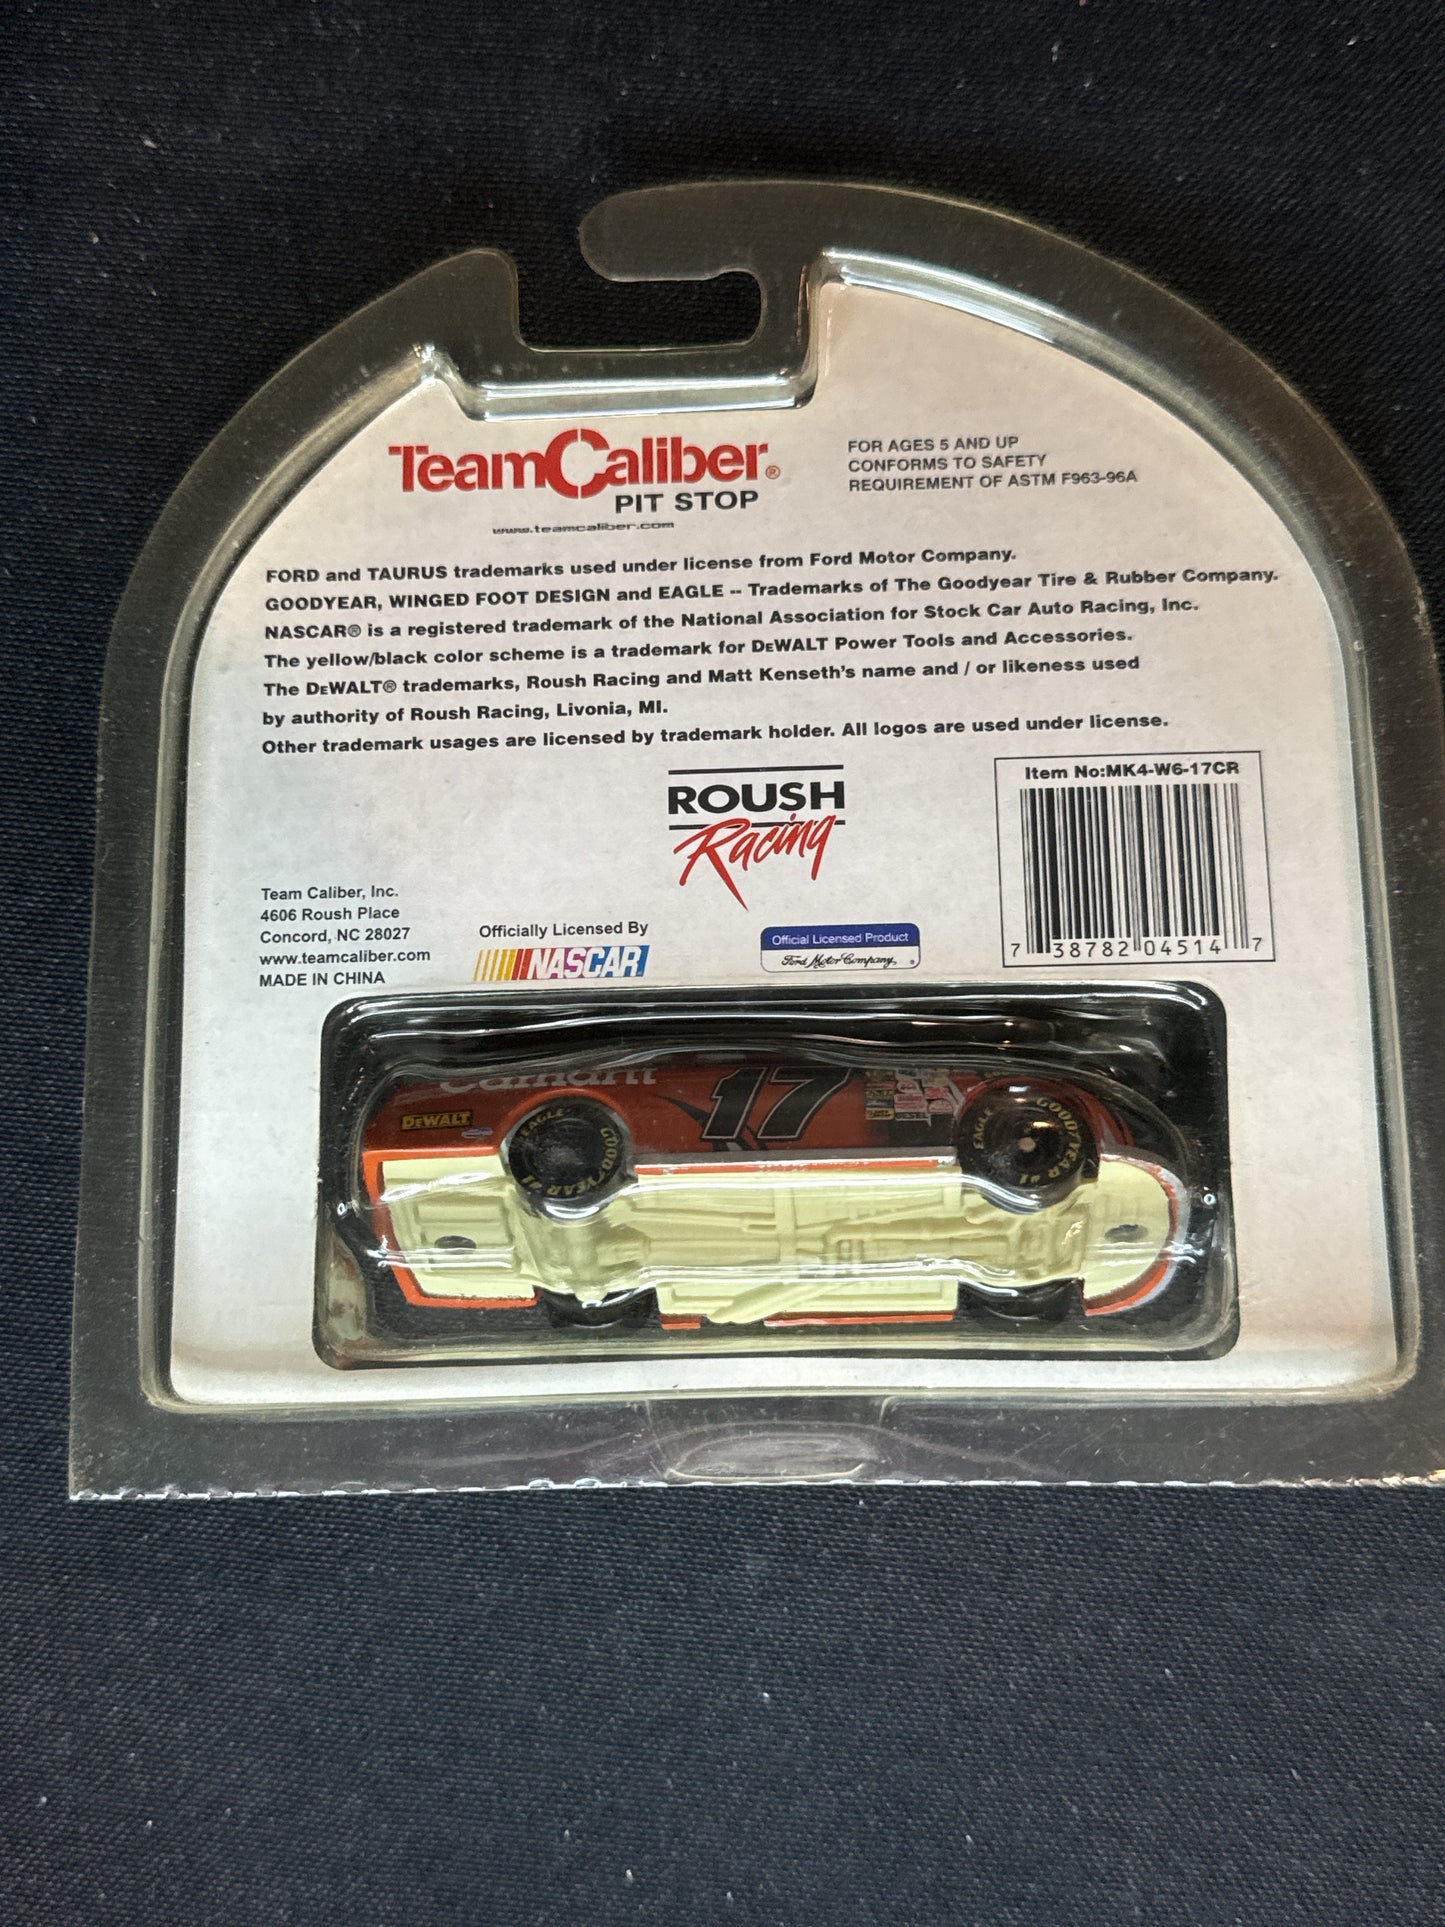 TeamCaliber®
PIT STOP
www.teamcaliber.com
FOR AGES 5 AND UP
CONFORMS TO SAFETY
REQUIREMENT OF ASTM F963-96A
FORD and TAURUS trademarks used under license from Ford Motor Company.
GOODYEAR, WINGED FOOT DESIGN and EAGLE -- Trademarks of The Goodyear Tire & Rubber Company.
NASCAR® is a registered trademark of the National Association for Stock Car Auto Racing, Inc.
The yellow/black color scheme is a trademark for DeWALT Power Tools and Accessories.
The DeWALT® trademarks, Roush Racing and Matt Kenseth's name and / or likeness used
by authority of Roush Racing, Livonia, MI.
Other trademark usages are licensed by trademark holder. All logos are used under license.
ROUSH
Racing
Item No:MK4-W6-17CR
7 38782 04514 7
Team Caliber, Inc.
4606 Roush Place
Concord, NC 28027
www.teamcaliber.com
MADE IN CHINA
Officially Licensed By
NASCAR
Official Licensed Product
Ford Motor Company
Carhartt
17
DeWALT
EAGLE
GOODYEAR #1
EAGLE
GOODYEAR #1